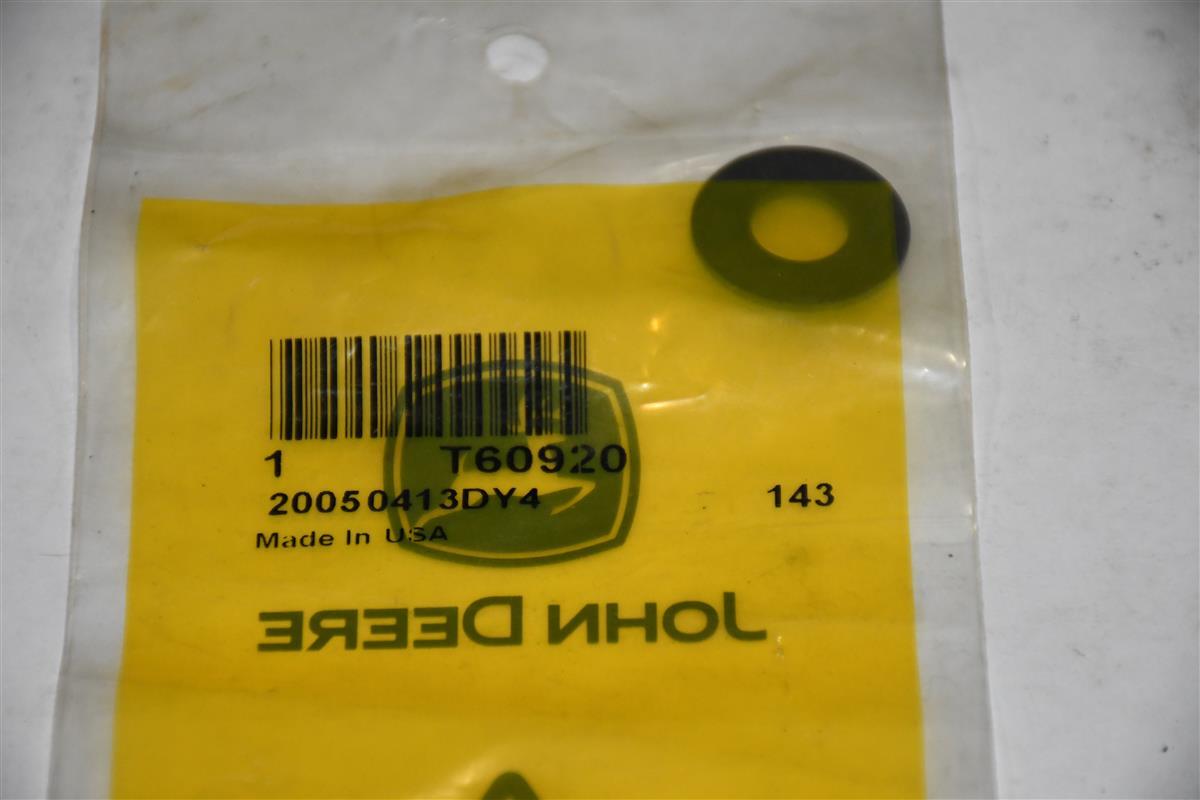 1 T60920
20050413DY4 143
Made In USA
JOHN DEERE